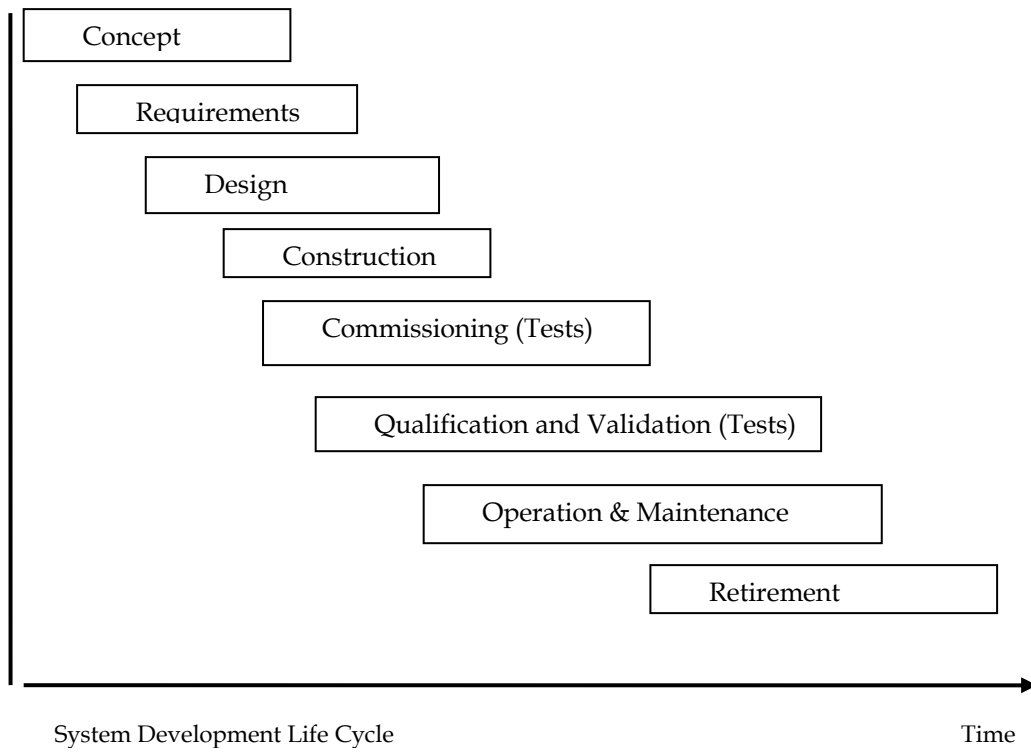 Concept
Requirements
Design
Construction
Commissioning (Tests)
Qualification and Validation (Tests)
Operation & Maintenance
Retirement
System Development Life Cycle Time